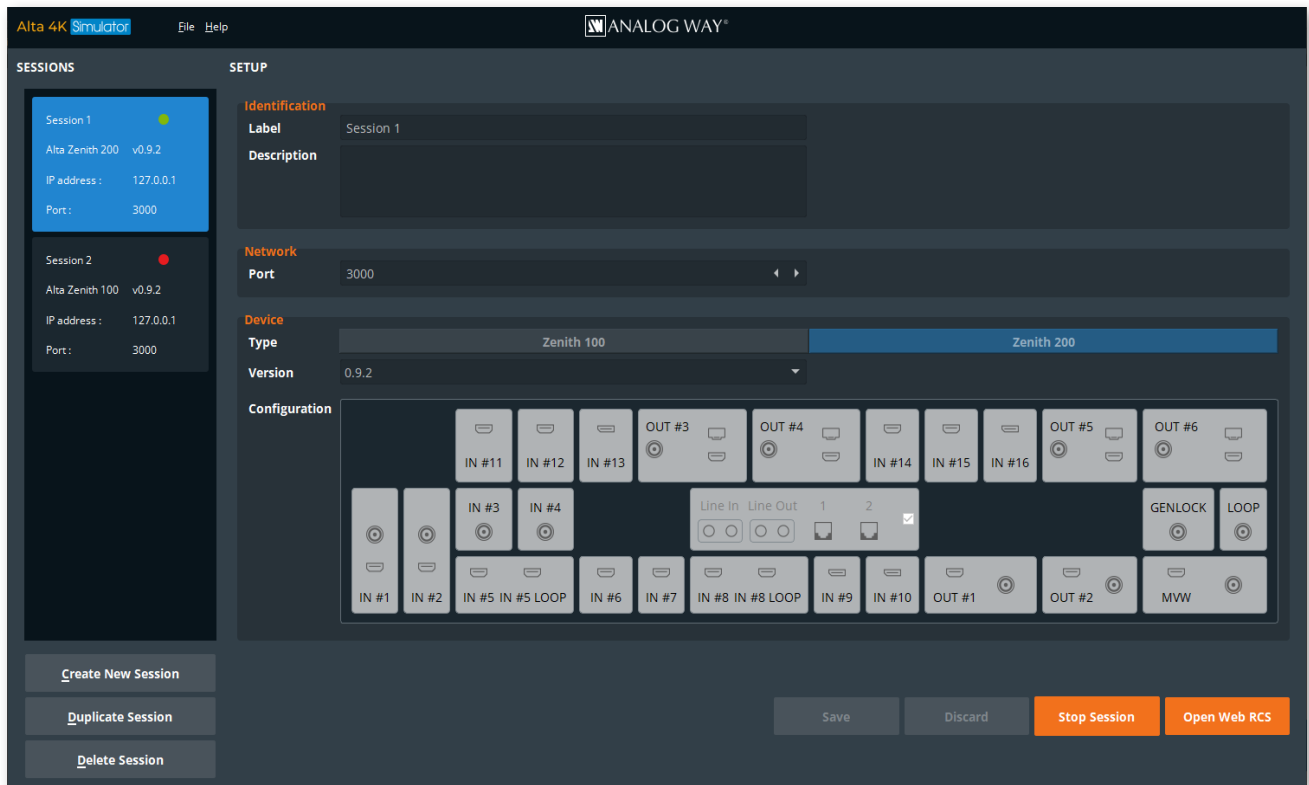 Alta 4K Simulator File Help ANALOG WAY®
SESSIONS
Session 1
Alta Zenith 200 v0.9.2
IP address : 127.0.0.1
Port : 3000
Session 2
Alta Zenith 100 v0.9.2
IP address : 127.0.0.1
Port : 3000
Create New Session
Duplicate Session
Delete Session
SETUP
Identification
Label Session 1
Description
Network
Port 3000
Device
Type Zenith 100 Zenith 200
Version 0.9.2
Configuration
IN #11 IN #12 IN #13 OUT #3 OUT #4 IN #14 IN #15 IN #16 OUT #5 OUT #6
IN #3 IN #4 Line In Line Out 1 2 GENLOCK LOOP
IN #1 IN #2 IN #5 IN #5 LOOP IN #6 IN #7 IN #8 IN #8 LOOP IN #9 IN #10 OUT #1 OUT #2 MVW
Save Discard Stop Session Open Web RCS